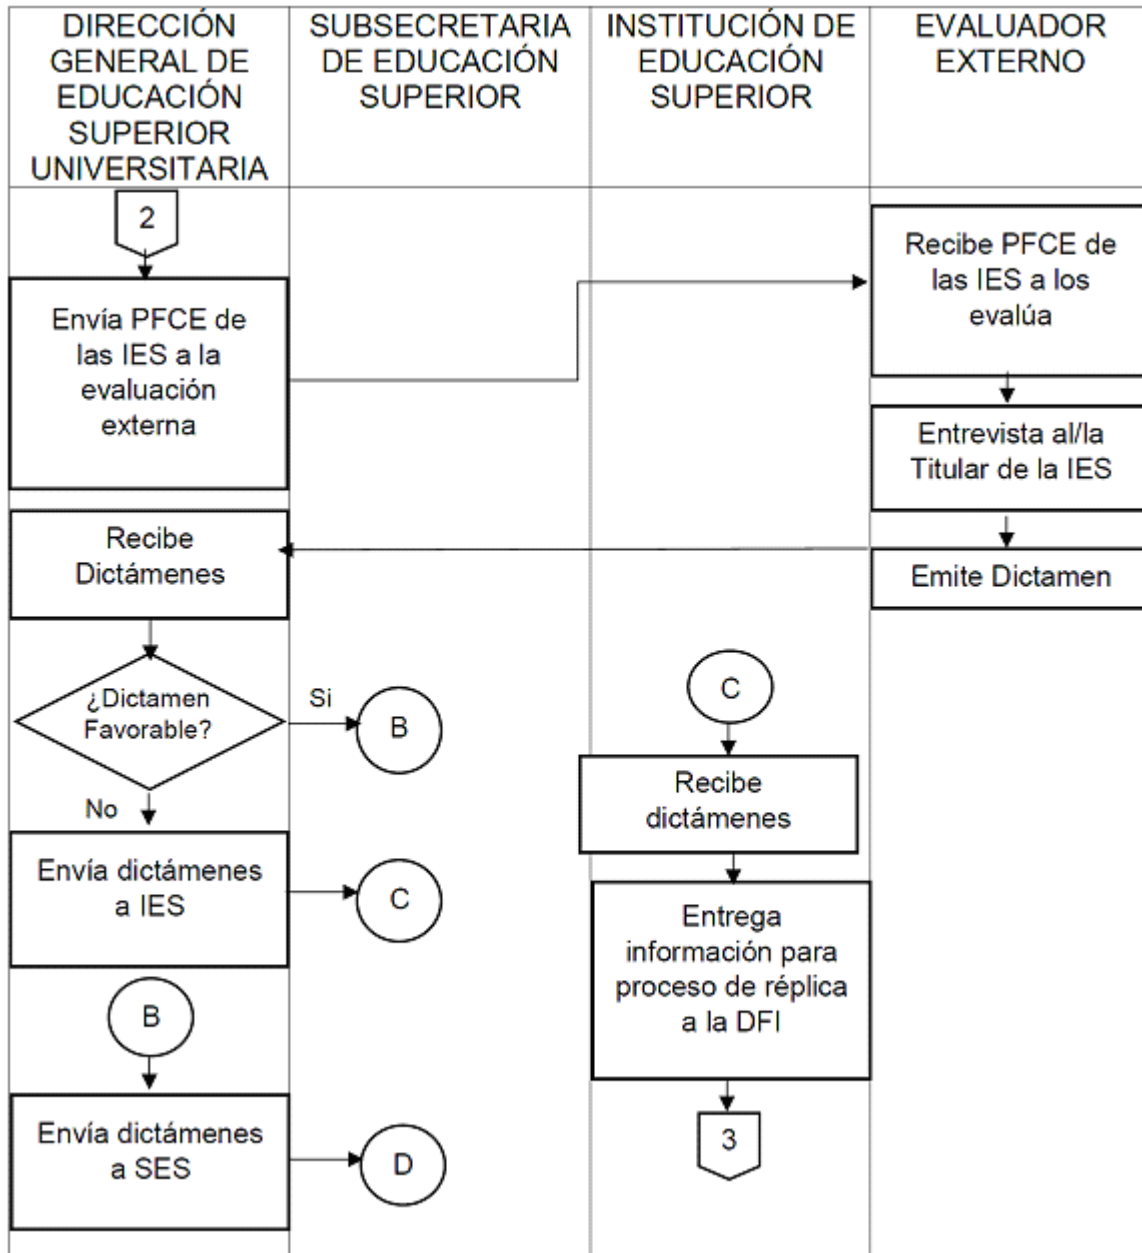 DIRECCIÓN
GENERAL DE
EDUCACIÓN
SUPERIOR
UNIVERSITARIA
SUBSECRETARIA
DE EDUCACIÓN
SUPERIOR
INSTITUCIÓN DE
EDUCACIÓN
SUPERIOR
EVALUADOR
EXTERNO
2
Envía PFCE de
las IES a la
evaluación
externa
Recibe PFCE de
las IES a los
evalúa
Entrevista al/la
Titular de la IES
Emite Dictamen
Recibe
Dictámenes
¿Dictamen
Favorable?
Si
B
No
Envía dictámenes
a IES
C
B
Envía dictámenes
a SES
D
C
Recibe
dictámenes
Entrega
información para
proceso de réplica
a la DFI
3